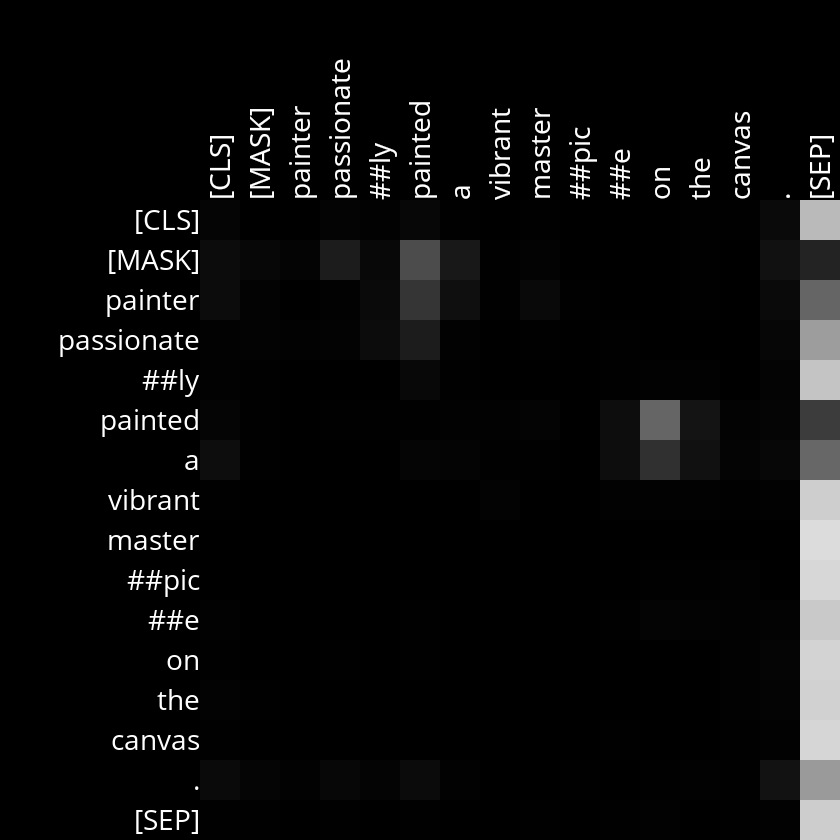 [CLS] [MASK] painter passionate ##ly painted a vibrant master ##pic ##e on the canvas . [SEP]
[CLS]
[MASK]
painter
passionate
##ly
painted
a
vibrant
master
##pic
##e
on
the
canvas
.
[SEP]